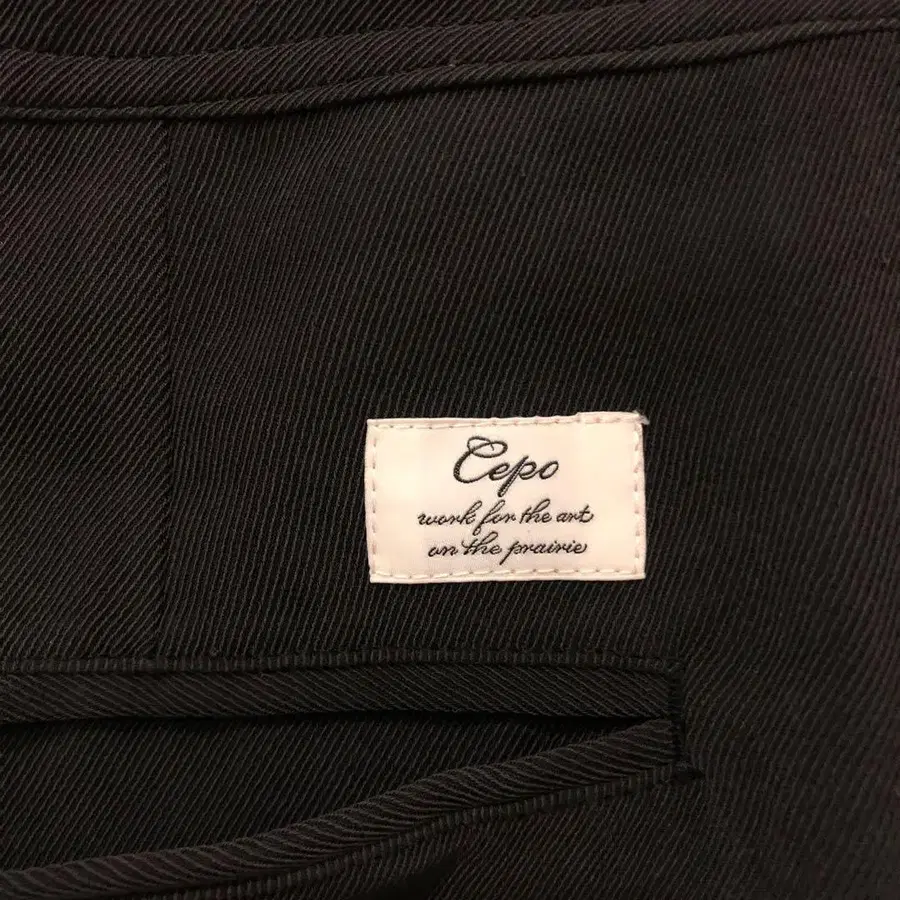 Cepo
work for the art
on the prairie